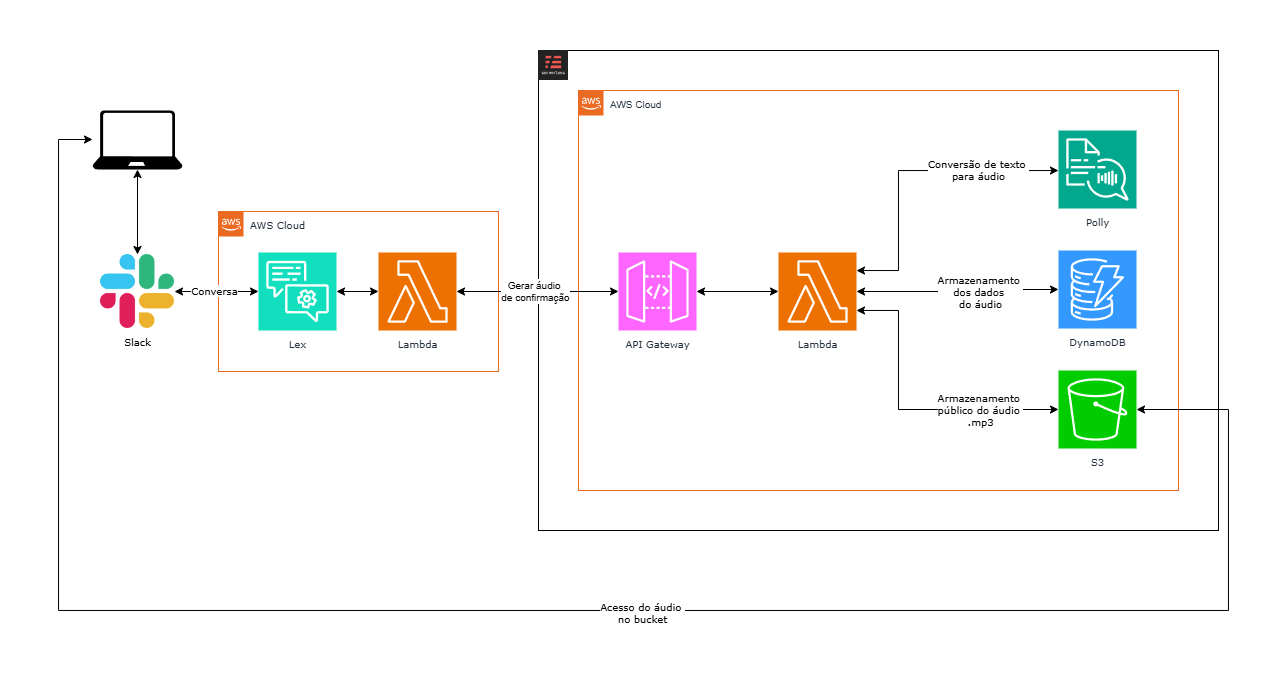 serverless
aws
AWS Cloud
Conversão de texto
para áudio
Polly
aws
AWS Cloud
Conversa
Lex
Lambda
Slack
Gerar áudio
de confirmação
</>
API Gateway
Lambda
Armazenamento
dos dados
do áudio
DynamoDB
Armazenamento
público do áudio
.mp3
S3
Acesso do áudio
no bucket